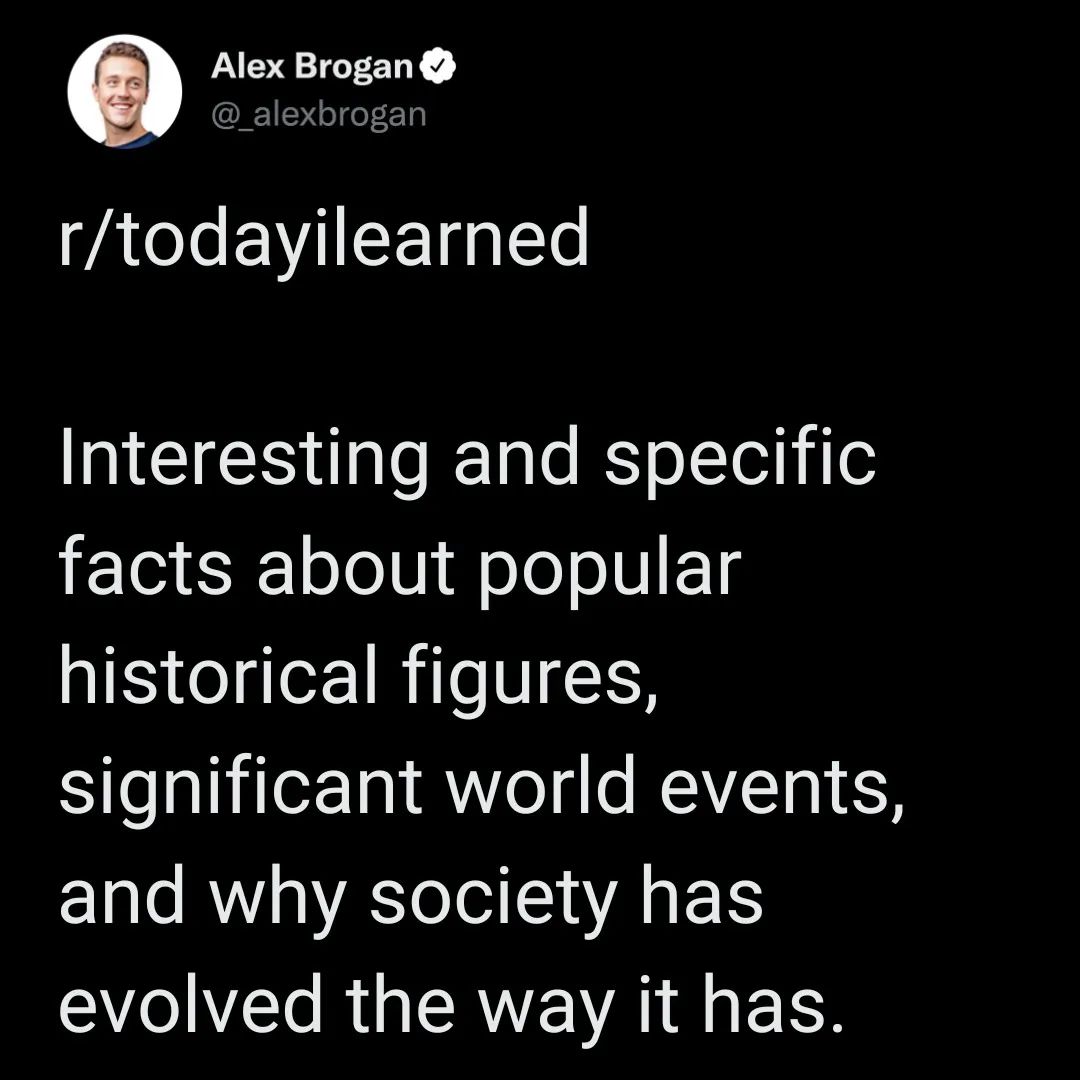 Alex Brogan
@_alexbrogan
r/todayilearned
Interesting and specific
facts about popular
historical figures,
significant world events,
and why society has
evolved the way it has.